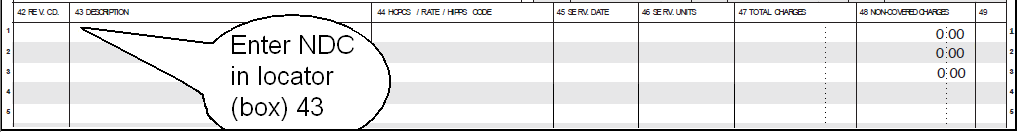 42 REV. CD. 43 DESCRIPTION 44 HCPCS / RATE / HIPPS CODE 45 SERV. DATE 46 SERV. UNITS 47 TOTAL CHARGES 48 NON-COVERED CHARGES 49
1 0:00 1
2 0:00 2
3 0:00 3
4 4
5 5
Enter NDC
in locator
(box) 43